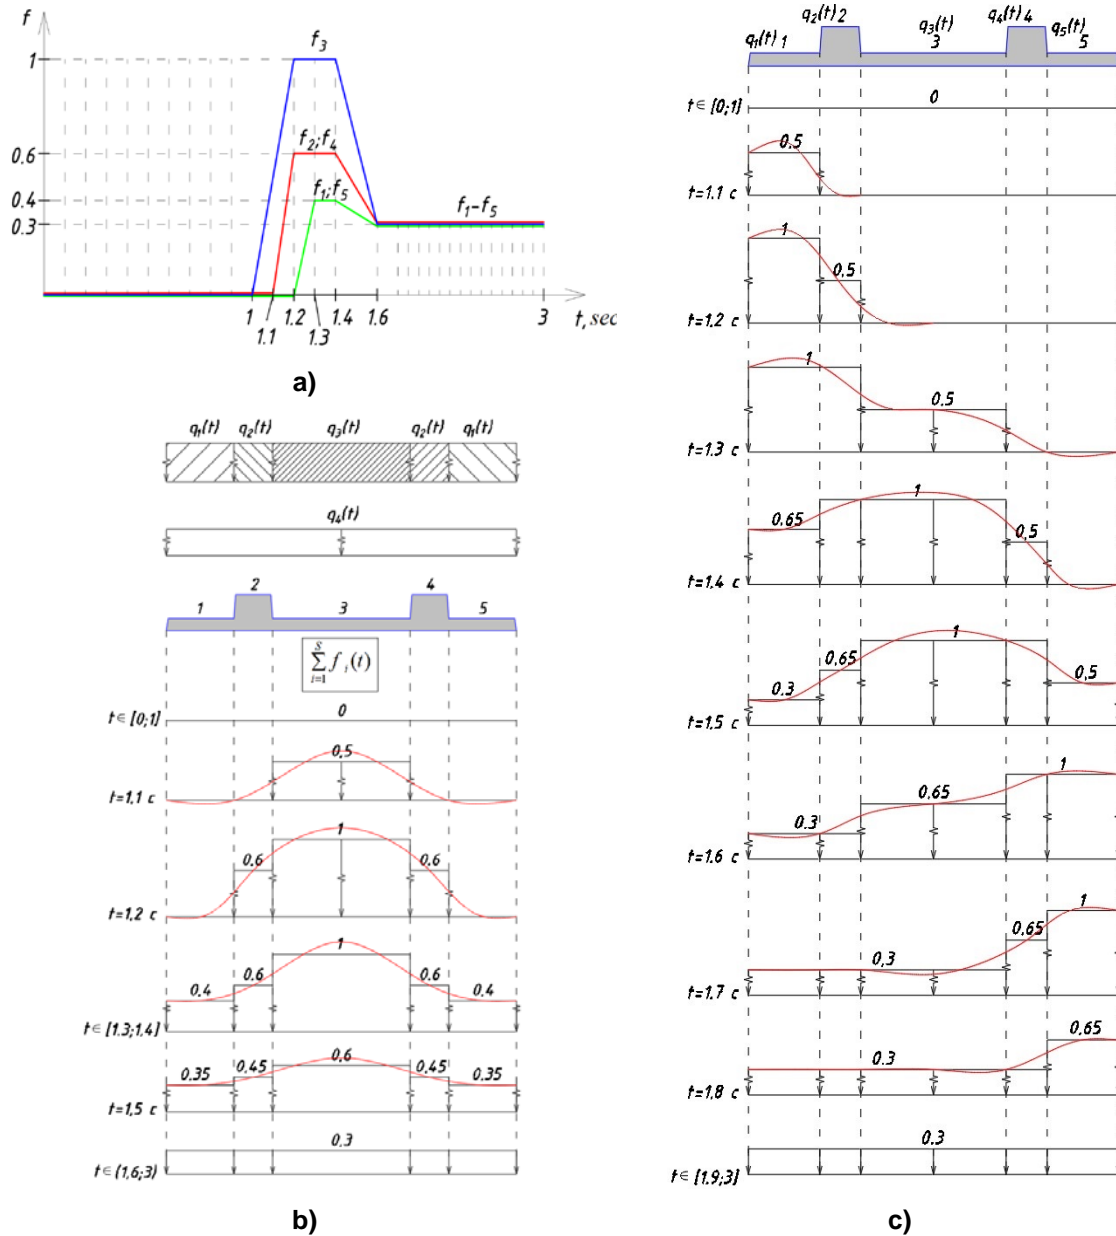 f
f₃
1
f₂;f₄
0.6
f₁;f₅
0.4
f₁-f₅
0.3
1
1.1
1.2
1.3
1.4
1.6
3
t, sec
a)
q₁(t)
q₂(t)
q₃(t)
q₂(t)
q₁(t)
q₄(t)
1
2
3
4
5
S
∑ f ᵢ(t)
i=1
t∈[0;1]
0
0,5
t=1,1 c
0.6
1
0.6
t=1,2 c
0.4
0.6
1
0.6
0.4
t∈[1.3;1.4]
0.35
0.45
0,6
0.45
0.35
t=1,5 c
0.3
t∈(1,6;3)
b)
q₁(t) 1
q₂(t) 2
q₃(t)
3
q₄(t) 4
q₅(t)
5
t∈[0;1]
0
0.5
t=1.1 c
1
0.5
t=1,2 c
1
0.5
t=1.3 c
0.65
1
0.5
t=1,4 c
0.3
0.65
1
0,5
t=1,5 c
0.3
0,65
1
t=1,6 c
0,3
0,65
1
t=1,7 c
0.3
0.65
t=1,8 c
0.3
t∈[1.9;3]
c)